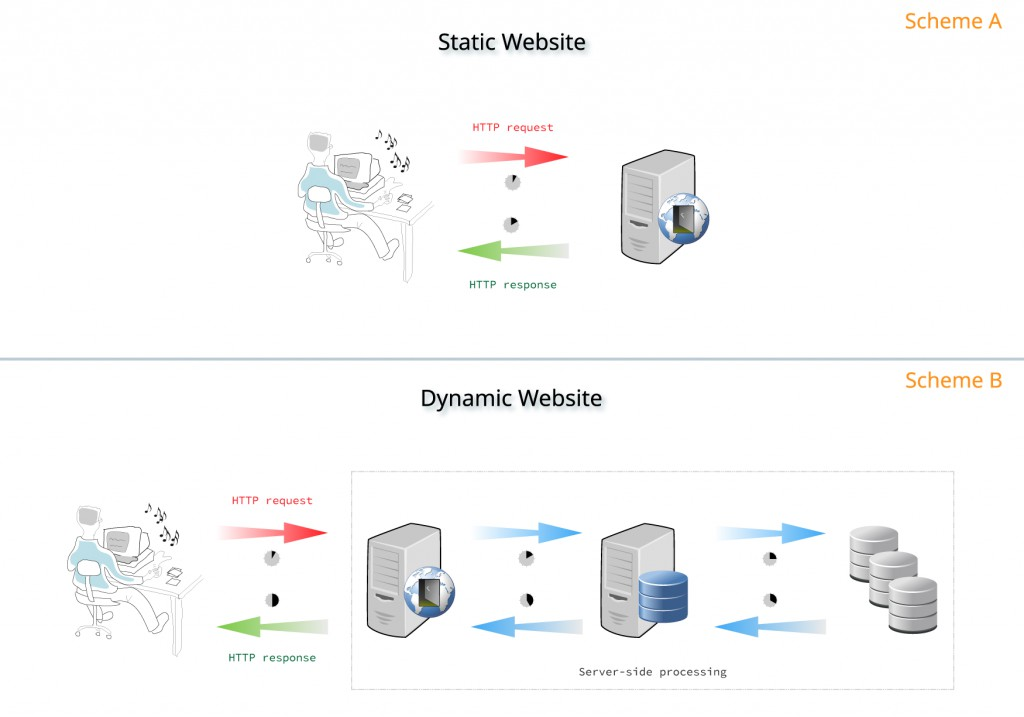 Scheme A
Static Website
HTTP request
HTTP response
Scheme B
Dynamic Website
HTTP request
HTTP response
Server-side processing